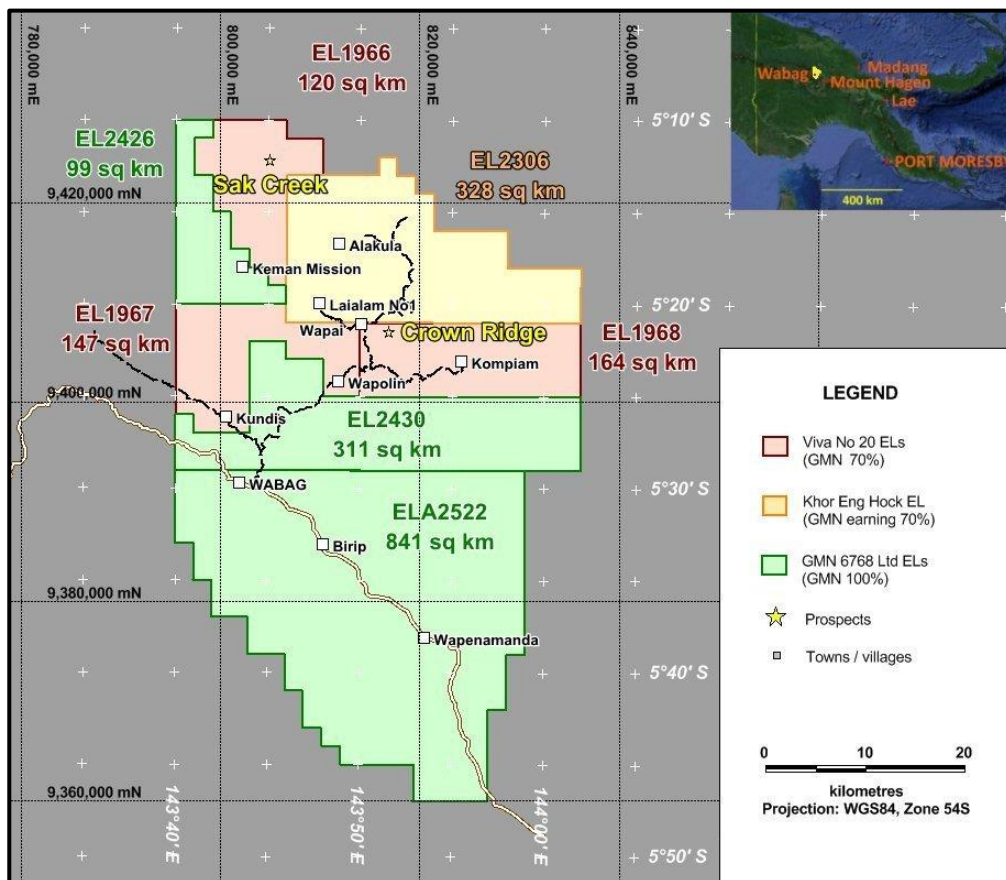 780,000 mE
800,000 mE
820,000 mE
840,000 mE
EL1966
120 sq km
EL2426
99 sq km
EL2306
328 sq km
5°10' S
Sak Creek
9,420,000 mN
Alakula
Keman Mission
Laialam No1
5°20' S
EL1967
147 sq km
Wapai
Crown Ridge
EL1968
164 sq km
Kompiam
Wapolin
9,400,000 mN
Kundis
EL2430
311 sq km
WABAG
5°30' S
ELA2522
841 sq km
Birip
9,380,000 mN
Wapenamanda
5°40' S
9,360,000 mN
143°40' E
143°50' E
144°00' E
5°50' S
Wabag
Madang
Mount Hagen
Lae
PORT MORESBY
400 km
LEGEND
Viva No 20 ELs
(GMN 70%)
Khor Eng Hock EL
(GMN earning 70%)
GMN 6768 Ltd ELs
(GMN 100%)
Prospects
Towns / villages
0 10 20
kilometres
Projection: WGS84, Zone 54S